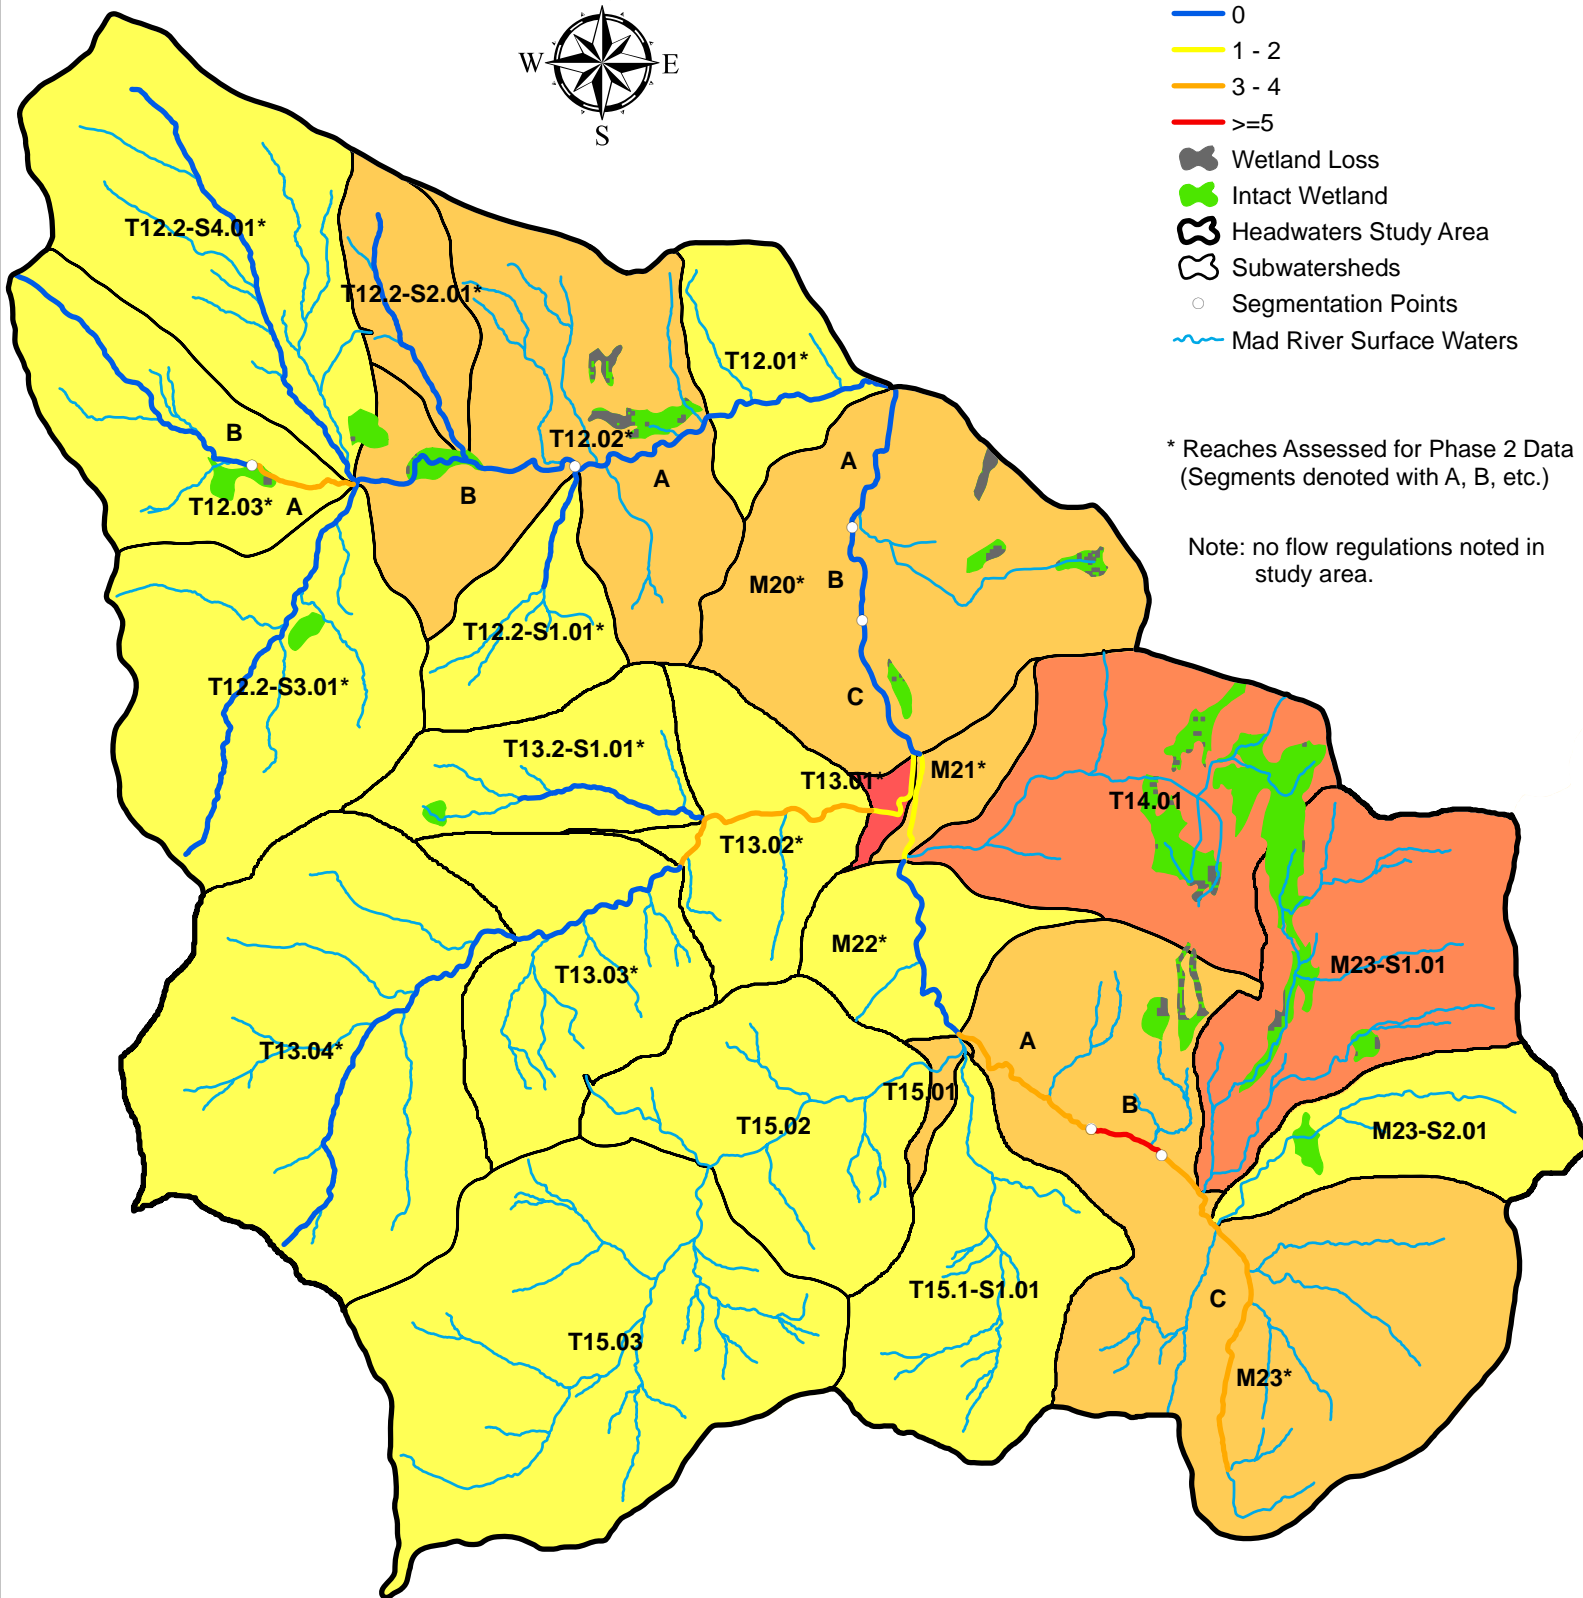 0
1 - 2
3 - 4
>=5
Wetland Loss
Intact Wetland
Headwaters Study Area
Subwatersheds
Segmentation Points
Mad River Surface Waters
* Reaches Assessed for Phase 2 Data
(Segments denoted with A, B, etc.)
Note: no flow regulations noted in
study area.
W
E
S
T12.2-S4.01*
T12.2-S2.01*
T12.01*
B
T12.02*
A
A
T12.03*
A
B
B
M20*
T12.2-S1.01*
T12.2-S3.01*
C
T13.2-S1.01*
T13.01*
M21*
T14.01
T13.02*
M22*
T13.03*
M23-S1.01
T13.04*
A
T15.01
B
T15.02
M23-S2.01
T15.1-S1.01
C
T15.03
M23*